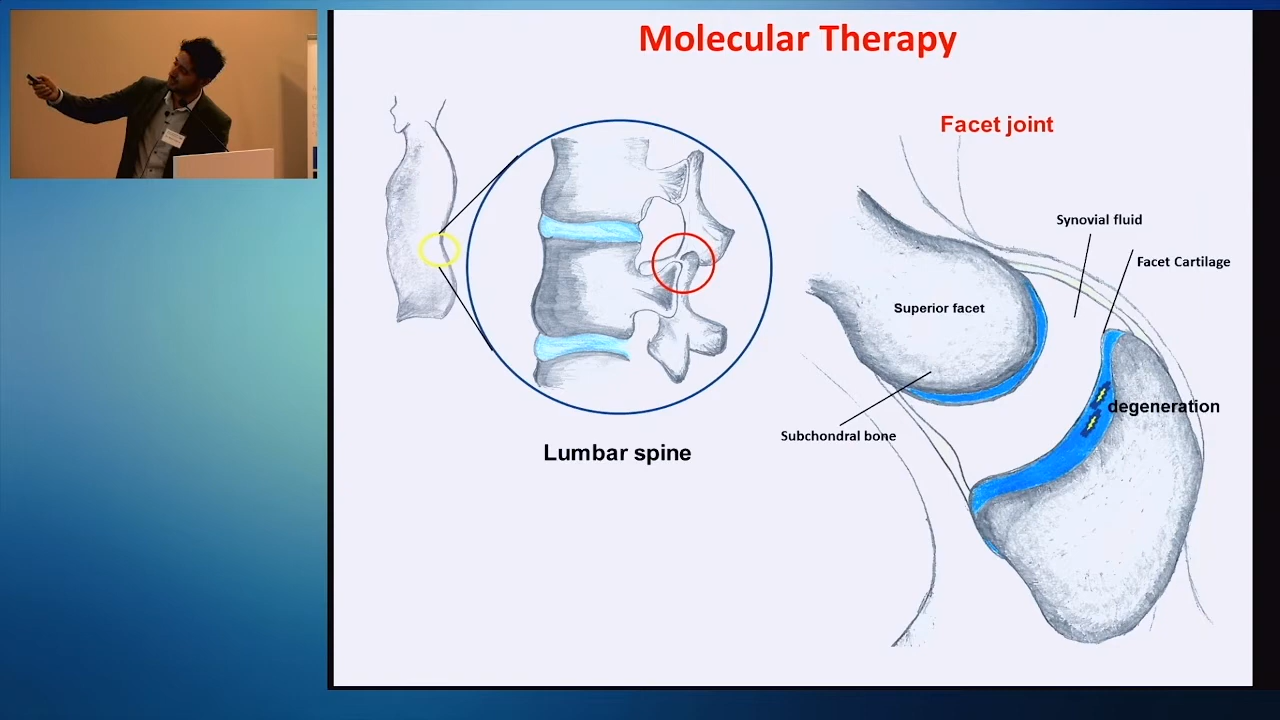 Molecular Therapy
Facet joint
Synovial fluid
Facet Cartilage
Superior facet
degeneration
Subchondral bone
Lumbar spine